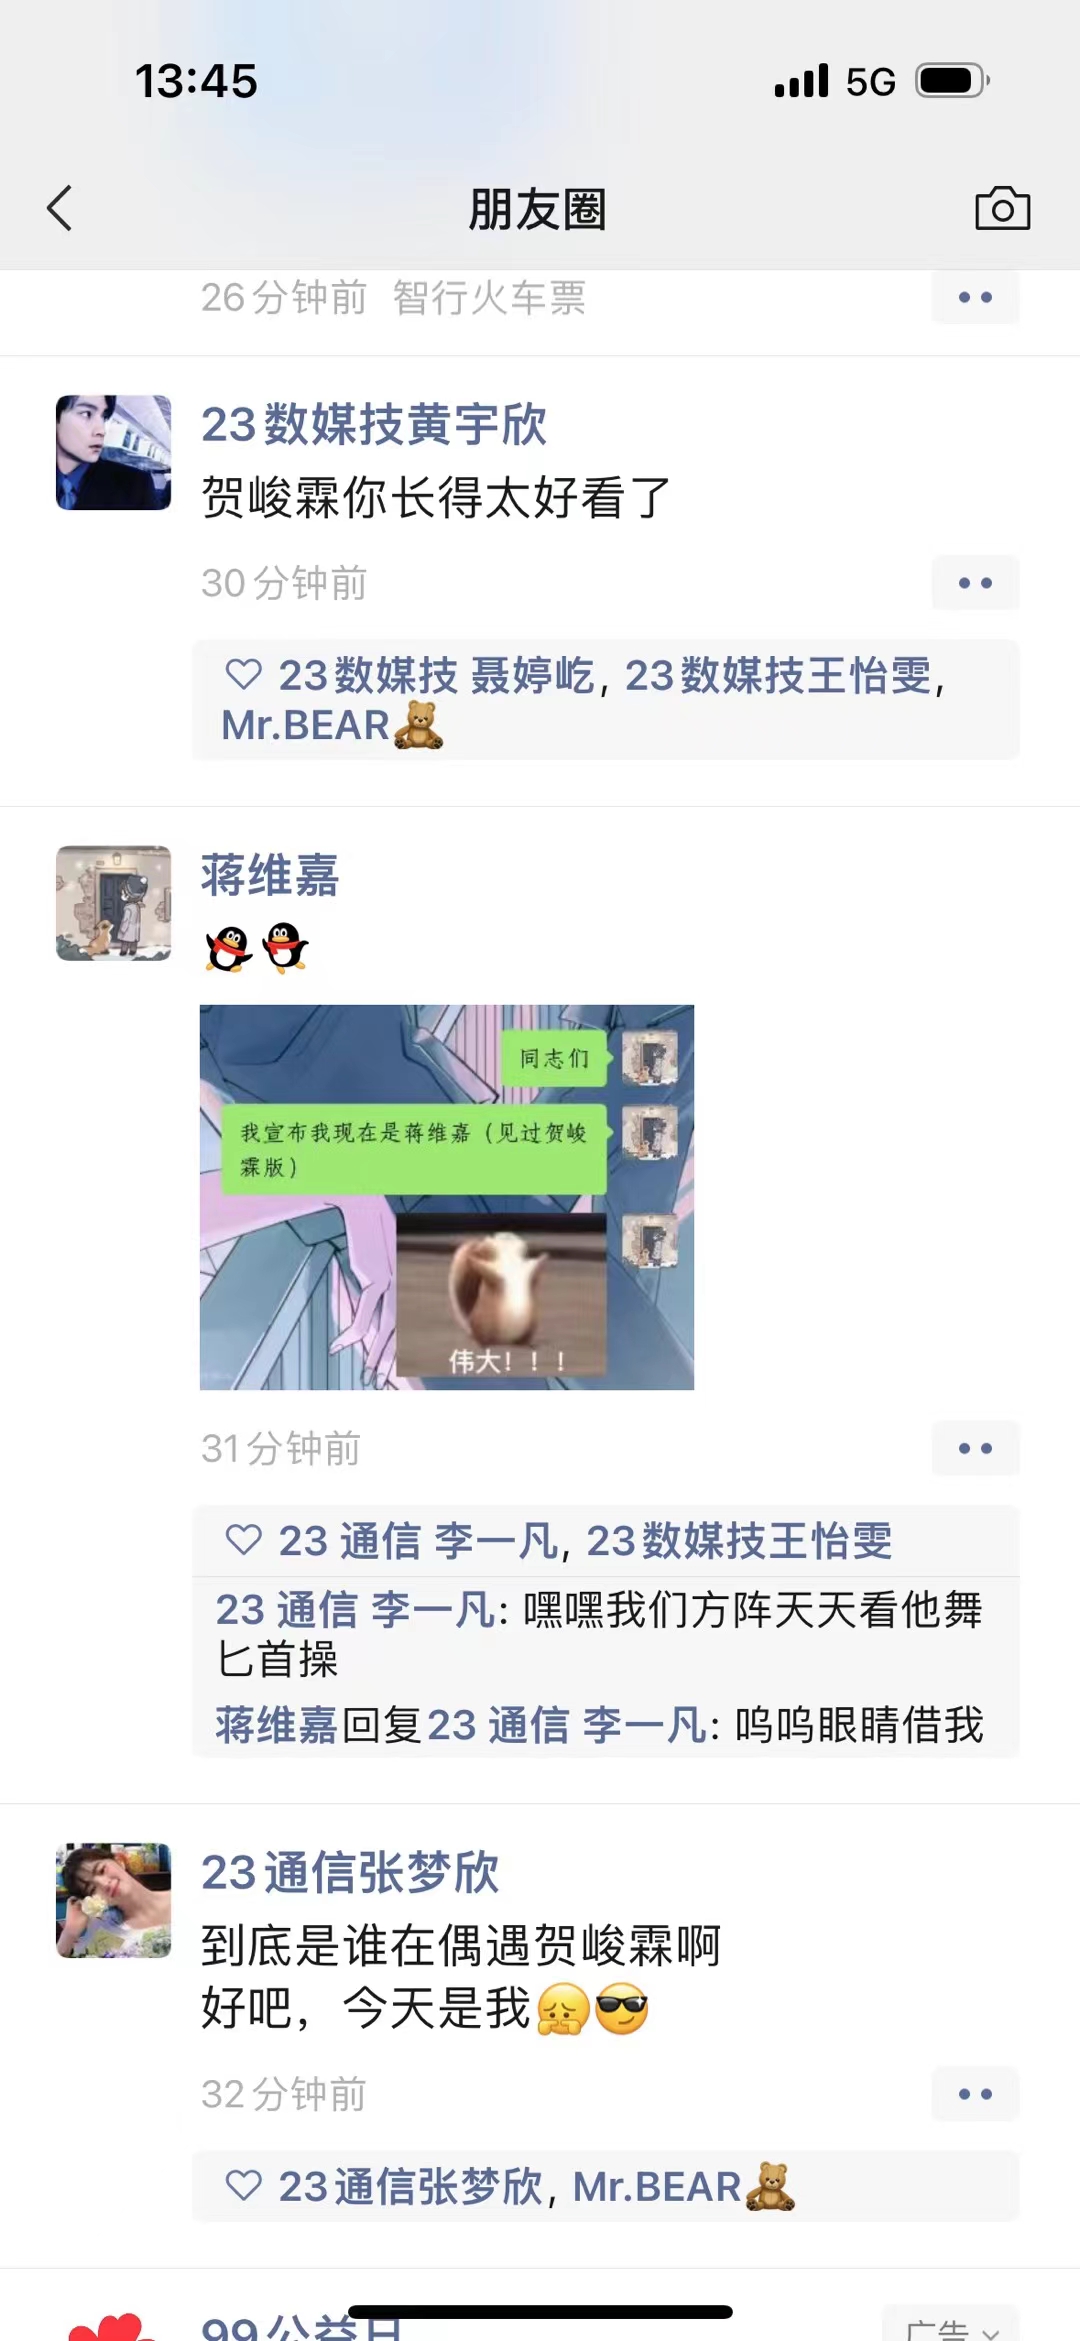 13:45
5G
朋友圈
26分钟前 智行火车票
23数媒技黄宇欣
贺峻霖你长得太好看了
30分钟前
23数媒技 聂婷屹, 23数媒技王怡雯,
Mr.BEAR
蒋维嘉
同志们
我宣布我现在是蒋维嘉（见过贺峻
霖版）
伟大！！！
31分钟前
23 通信 李一凡, 23数媒技王怡雯
23 通信 李一凡: 嘿嘿我们方阵天天看他舞
匕首操
蒋维嘉回复23 通信 李一凡: 呜呜眼睛借我
23通信张梦欣
到底是谁在偶遇贺峻霖啊
好吧，今天是我
32分钟前
23通信张梦欣, Mr.BEAR
99公益日
广告